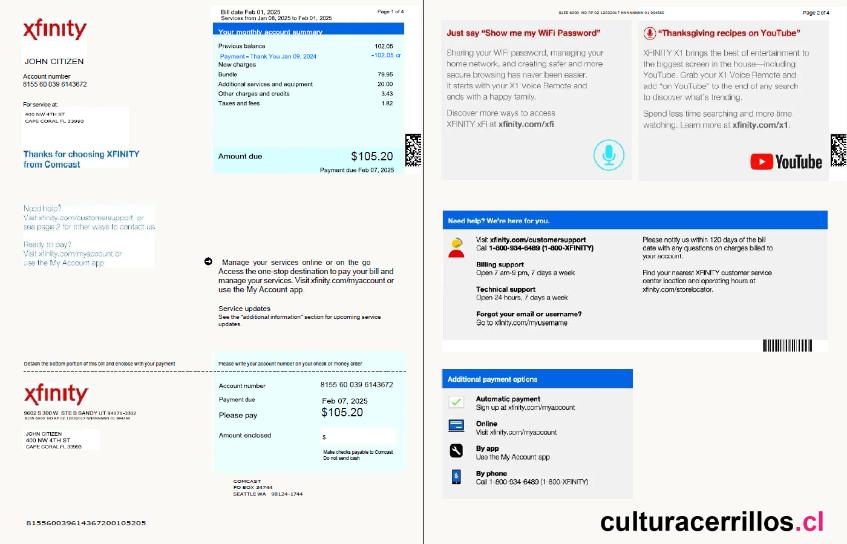 xfinity
JOHN CITIZEN
Account number
8155 60 039 6143672
For service at:
400 NW 4TH ST
CAPE CORAL FL 33993
Thanks for choosing XFINITY
from Comcast
Need help?
Visit xfinity.com/customersupport, or
see page 2 for other ways to contact us
Ready to pay?
Visit xfinity.com/myaccount or
use the My Account app
Bill date Feb 01, 2025
Page 1 of 4
Services from Jan 08, 2025 to Feb 01, 2025
Your monthly account summary
Previous balance 102.05
Payment - Thank You Jan 09, 2024 -102.05 cr
New charges
Bundle 79.95
Additional services and equipment 20.00
Other charges and credits 3.43
Taxes and fees 1.82
Amount due $105.20
Payment due Feb 07, 2025
Manage your services online or on the go
Access the one-stop destination to pay your bill and
manage your services. Visit xfinity.com/myaccount or
use the My Account app.
Service updates
See the "additional information" section for upcoming service
updates.
Detach the bottom portion of this bill and enclose with your payment
Please write your account number on your check or money order
xfinity
9602 S 300 W. STE B SANDY UT 84070-3302
JOHN CITIZEN
400 NW 4TH ST
CAPE CORAL FL 33993
Account number 8155 60 039 6143672
Payment due Feb 07, 2025
Please pay $105.20
Amount enclosed $
Make checks payable to Comcast
Do not send cash
COMCAST
PO BOX 34744
SEATTLE WA 98124-1744
815560039614367200105205
Page 2 of 4
Just say “Show me my WiFi Password”
Sharing your WiFi password, managing your
home network, and creating safer and more
secure browsing has never been easier.
It starts with your X1 Voice Remote and
ends with a happy family.
Discover more ways to access
XFINITY xFi at xfinity.com/xfi
“Thanksgiving recipes on YouTube”
XFINITY X1 brings the best of entertainment to
the biggest screen in the house—including
YouTube. Grab your X1 Voice Remote and
add “on YouTube” to the end of any search
to discover what's trending.
Spend less time searching and more time
watching. Learn more at xfinity.com/x1.
YouTube
Need help? We're here for you.
Visit xfinity.com/customersupport
Call 1-800-934-6489 (1-800-XFINITY)
Billing support
Open 7 am-9 pm, 7 days a week
Technical support
Open 24 hours, 7 days a week
Forgot your email or username?
Go to xfinity.com/myusername
Please notify us within 120 days of the bill
date with any questions on charges billed to
your account.
Find your nearest XFINITY customer service
center location and operating hours at
xfinity.com/storelocator.
Additional payment options
Automatic payment
Sign up at xfinity.com/myaccount
Online
Visit xfinity.com/myaccount
By app
Use the My Account app
By phone
Call 1-800-934-6489 (1-800-XFINITY)
culturacerrillos.cl